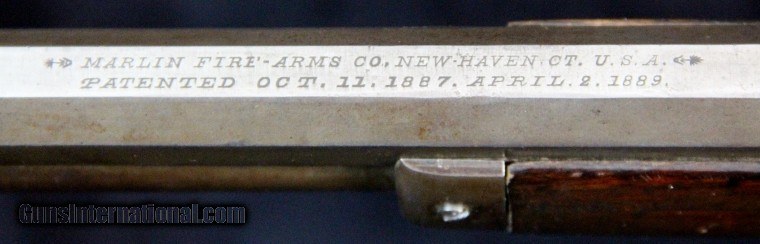 MARLIN FIRE-ARMS CO. NEW-HAVEN CT. U.S.A.
PATENTED OCT. 11. 1887. APRIL. 2. 1889.
GunsInternational.com